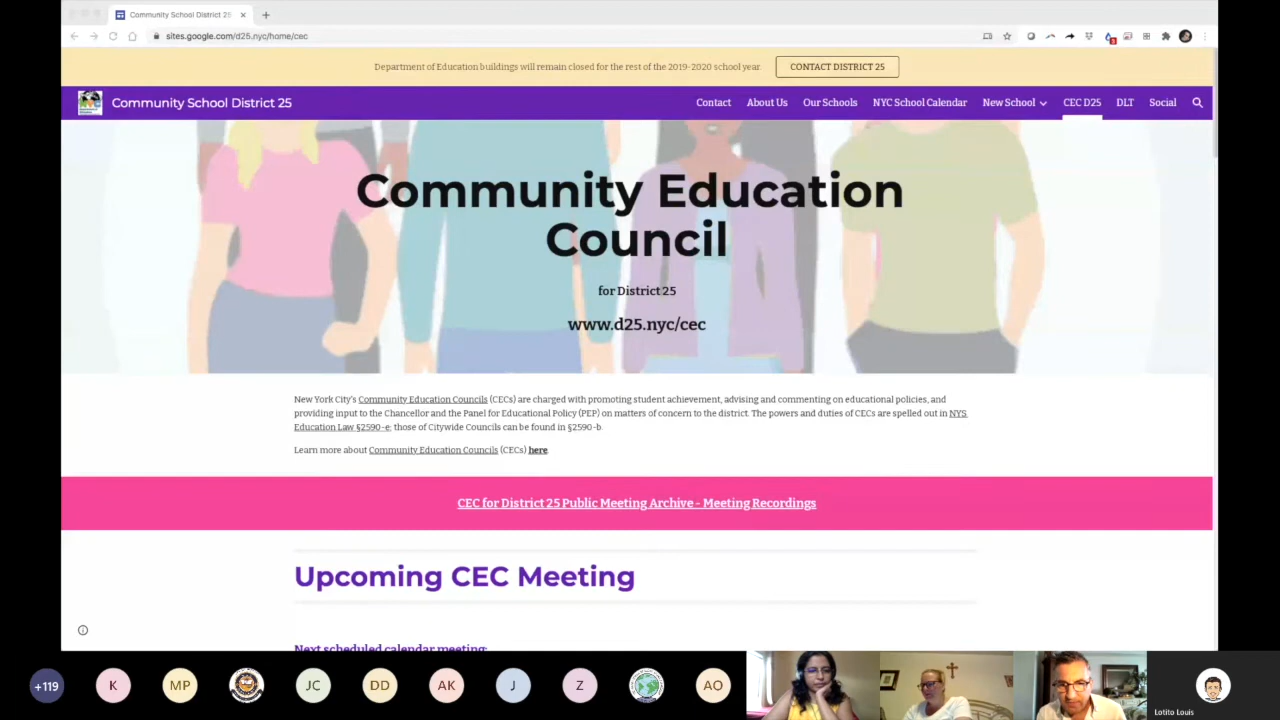 Community School District 25
sites.google.com/d25.nyc/home/cec
Department of Education buildings will remain closed for the rest of the 2019-2020 school year.
CONTACT DISTRICT 25
Community School District 25
Contact
About Us
Our Schools
NYC School Calendar
New School
CEC D25
DLT
Social
Community Education
Council
for District 25
www.d25.nyc/cec
New York City's Community Education Councils (CECs) are charged with promoting student achievement, advising and commenting on educational policies, and
providing input to the Chancellor and the Panel for Educational Policy (PEP) on matters of concern to the district. The powers and duties of CECs are spelled out in NYS
Education Law §2590-e; those of Citywide Councils can be found in §2590-b.
Learn more about Community Education Councils (CECs) here.
CEC for District 25 Public Meeting Archive - Meeting Recordings
Upcoming CEC Meeting
Next scheduled calendar meeting:
+119
K
MP
JC
DD
AK
J
Z
AO
Lotito Louis